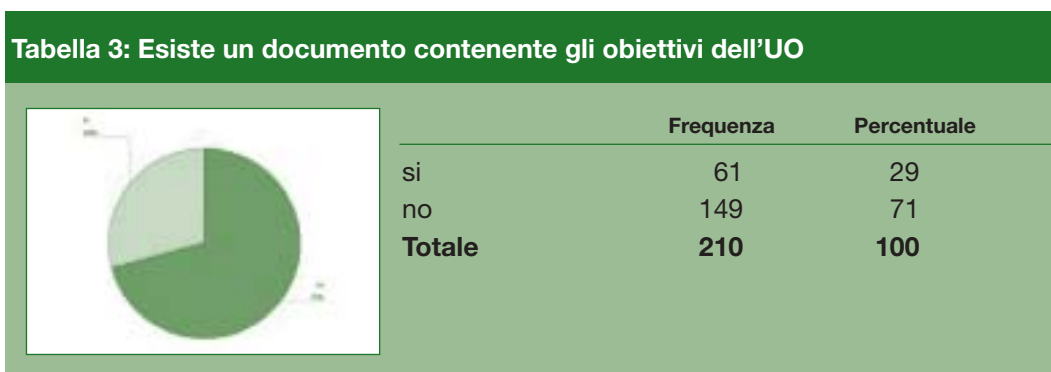 Tabella 3: Esiste un documento contenente gli obiettivi dell'UO
Frequenza Percentuale
si 61 29
no 149 71
Totale 210 100